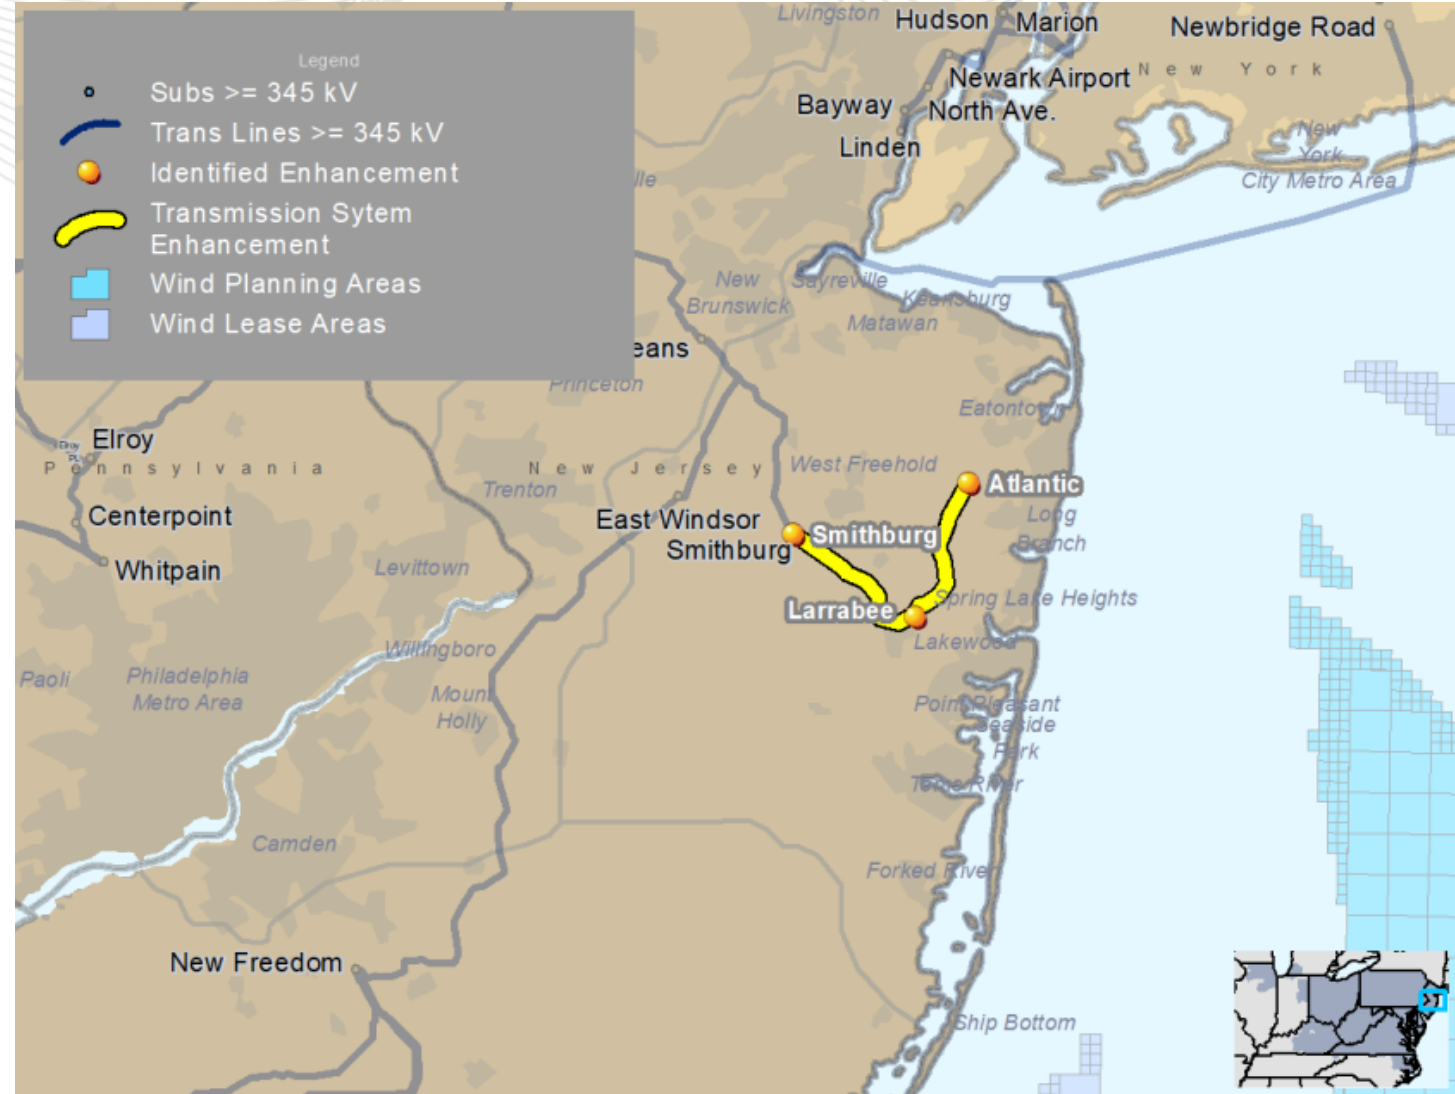 Livingston
Hudson
Marion
Newbridge Road
Legend
Subs >= 345 kV
Trans Lines >= 345 kV
Identified Enhancement
Transmission Sytem
Enhancement
Wind Planning Areas
Wind Lease Areas
Newark Airport
New York
Bayway
North Ave.
Linden
New
York
City Metro Area
lle
New
Brunswick
Sayreville
Keansburg
Matawan
eans
Princeton
Eatontown
Elroy
Elroy
PL
Pennsylvania
New Jersey
West Freehold
Trenton
Atlantic
Centerpoint
East Windsor
Smithburg
Smithburg
Long
Branch
Whitpain
Levittown
Larrabee
Spring Lake Heights
Lakewood
Willingboro
Paoli
Philadelphia
Metro Area
Mount
Holly
Point Pleasant
Seaside
Park
Toms River
Camden
Forked River
New Freedom
Ship Bottom